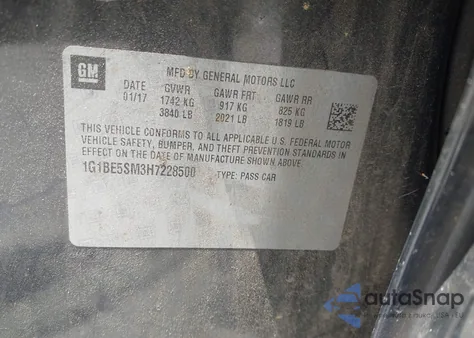 GM
MFD BY GENERAL MOTORS LLC
DATE GVWR GAWR FRT GAWR RR
01/17 1742 KG 917 KG 825 KG
3840 LB 2021 LB 1819 LB
THIS VEHICLE CONFORMS TO ALL APPLICABLE U.S. FEDERAL MOTOR
VEHICLE SAFETY, BUMPER, AND THEFT PREVENTION STANDARDS IN
EFFECT ON THE DATE OF MANUFACTURE SHOWN ABOVE.
1G1BE5SM3H7228500 TYPE: PASS CAR
autoSnap